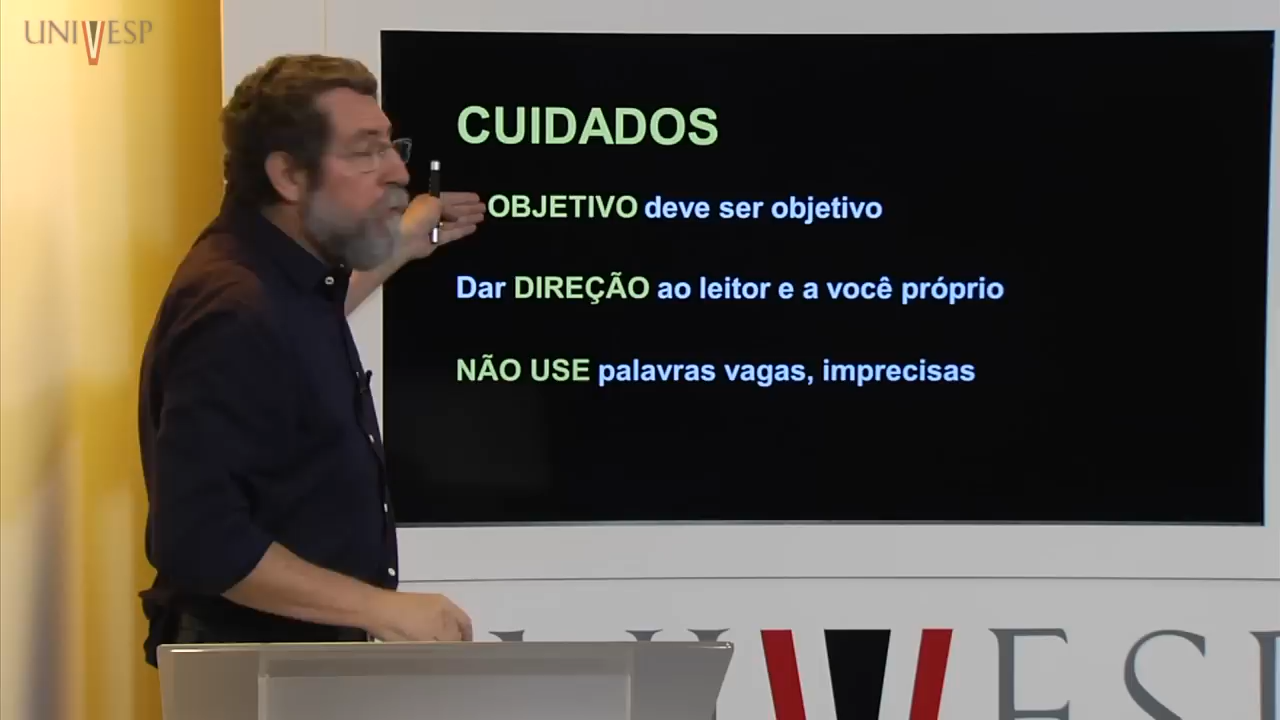 UNIVESP
CUIDADOS
OBJETIVO deve ser objetivo
Dar DIREÇÃO ao leitor e a você próprio
NÃO USE palavras vagas, imprecisas